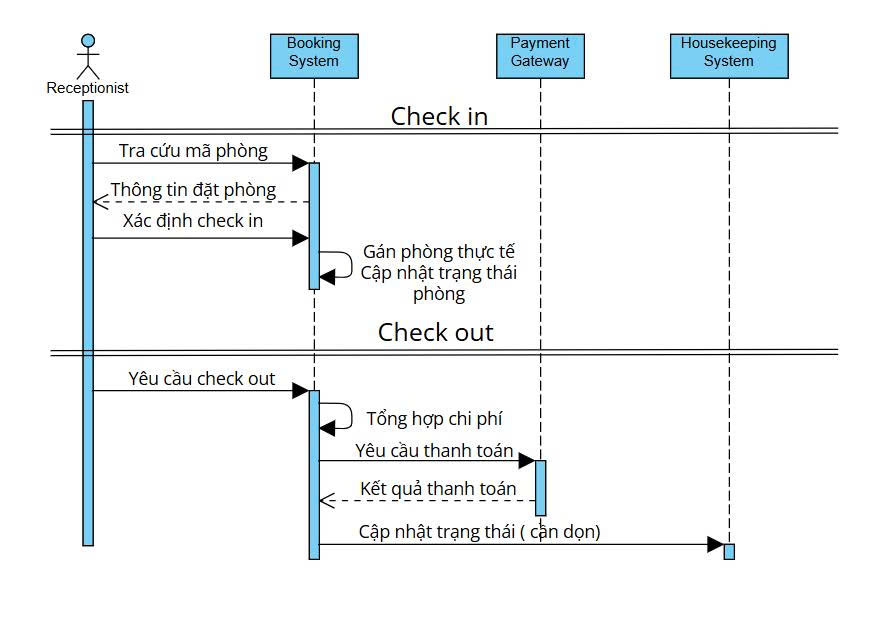 Receptionist
Booking
System
Payment
Gateway
Housekeeping
System
Check in
Tra cứu mã phòng
Thông tin đặt phòng
Xác định check in
Gán phòng thực tế
Cập nhật trạng thái
phòng
Check out
Yêu cầu check out
Tổng hợp chi phí
Yêu cầu thanh toán
Kết quả thanh toán
Cập nhật trạng thái ( cần dọn)